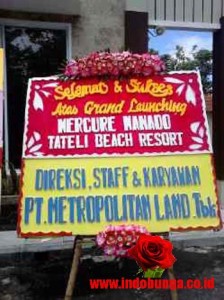 Selamat & Sukses
Atas Grand Launching
MERCURE MANADO
TATELI BEACH RESORT
DIREKSI, STAFF & KARYAWAN
PT. METROPOLITAN LAND. Tbk
www.indobunga.co.id